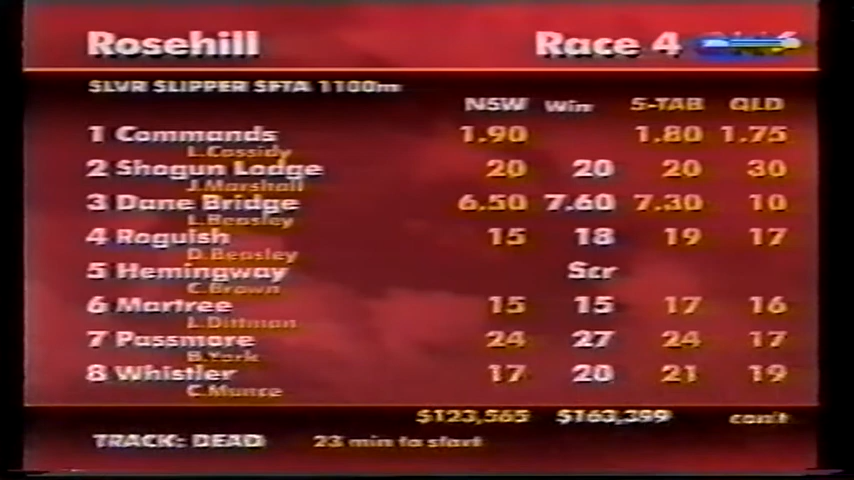 Rosehill Race 4
SLVR SLIPPER SFTA 1100m
NSW Win S-TAB QLD
1 Commands 1.90 1.80 1.75
L.Cassidy
2 Shogun Lodge 20 20 20 30
J.Marshall
3 Dane Bridge 6.50 7.60 7.30 10
L.Beasley
4 Roguish 15 18 19 17
D.Beasley
5 Hemingway Scr
C.Brown
6 Martree 15 15 17 16
L.Dittman
7 Passmore 24 27 24 17
B.York
8 Whistler 17 20 21 19
C.Munce
$123,565 $163,399 con't
TRACK: DEAD 23 min to start